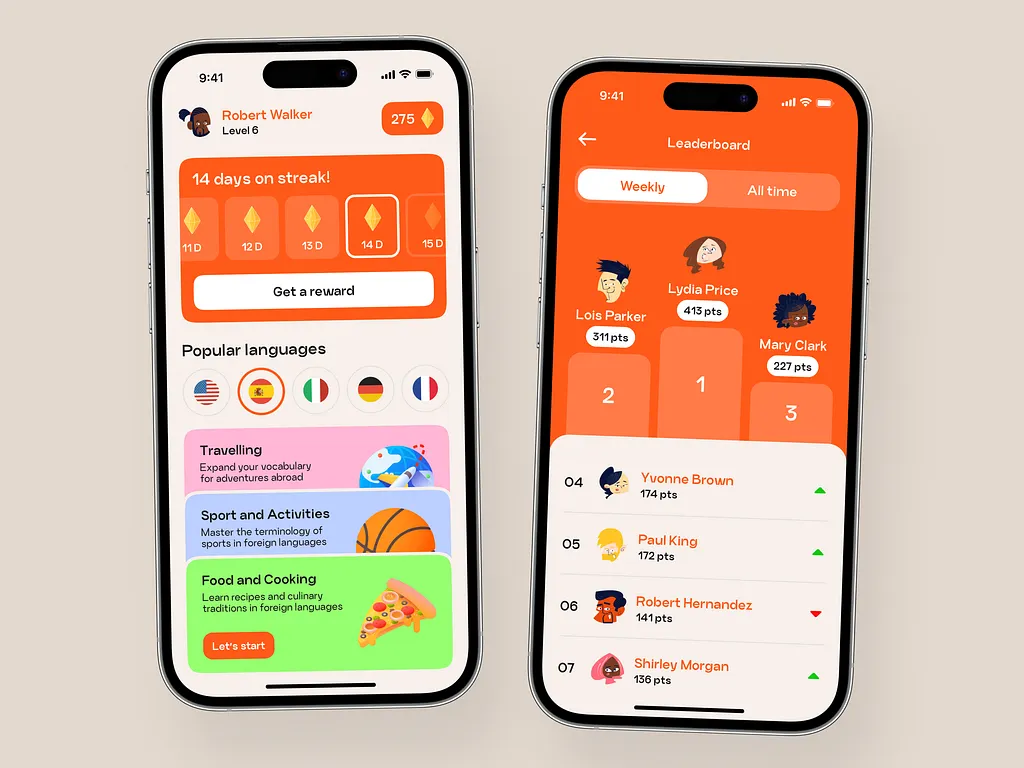 9:41
Robert Walker
Level 6
275
14 days on streak!
11 D
12 D
13 D
14 D
15 D
Get a reward
Popular languages
Travelling
Expand your vocabulary
for adventures abroad
Sport and Activities
Master the terminology of
sports in foreign languages
Food and Cooking
Learn recipes and culinary
traditions in foreign languages
Let's start
9:41
Leaderboard
Weekly
All time
Lydia Price
413 pts
Lois Parker
311 pts
Mary Clark
227 pts
2
1
3
04
Yvonne Brown
174 pts
05
Paul King
172 pts
06
Robert Hernandez
141 pts
07
Shirley Morgan
136 pts